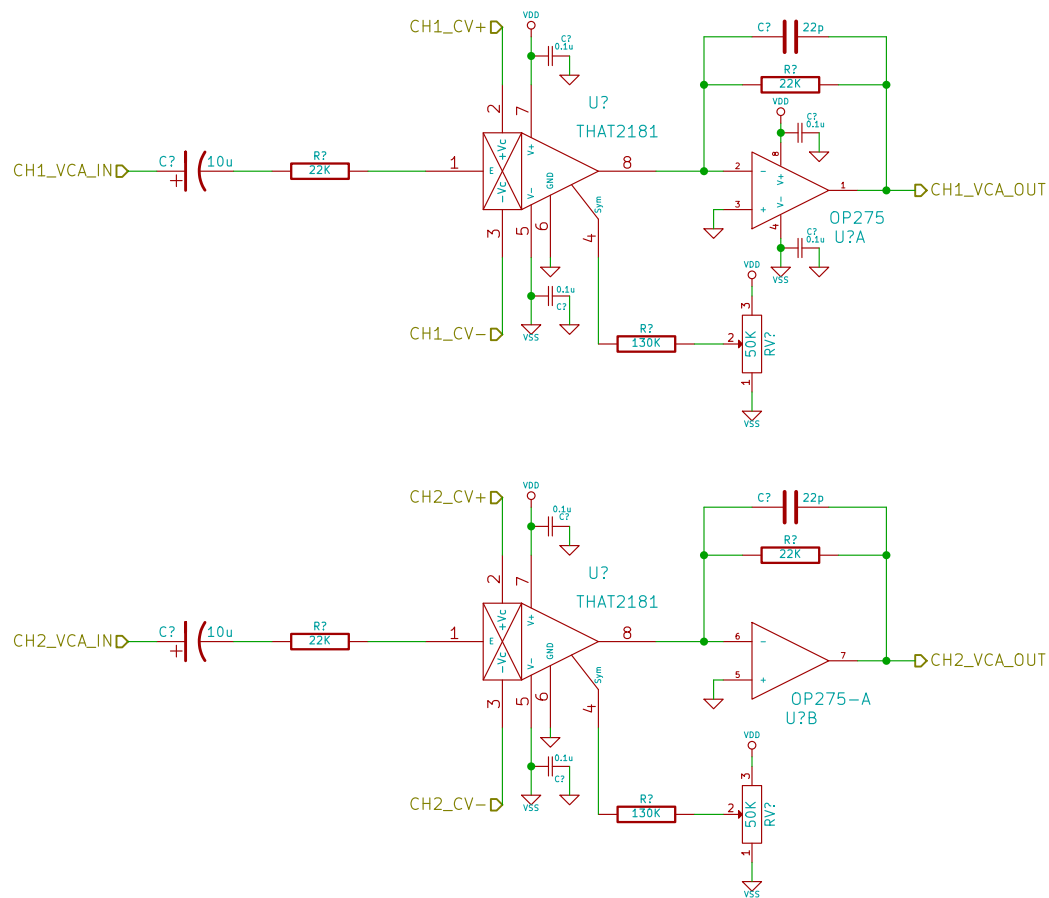 CH1_CV+
VDD
C?
0.1u
C?
22p
R?
22K
2
7
U?
THAT2181
VDD
C?
0.1u
8
CH1_VCA_IN
C?
10u
+
R?
22K
1
E
+Vc
-Vc
V+
V-
GND
Sym
8
2
-
V+
V-
3
+
1
CH1_VCA_OUT
OP275
U?A
4
C?
0.1u
VSS
3
5
6
4
0.1u
C?
VSS
CH1_CV-
R?
130K
VDD
3
2
50K
RV?
1
VSS
CH2_CV+
VDD
0.1u
C?
C?
22p
R?
22K
2
7
U?
THAT2181
CH2_VCA_IN
C?
10u
+
R?
22K
1
E
+Vc
-Vc
V+
V-
GND
Sym
8
6
-
5
+
7
CH2_VCA_OUT
OP275-A
U?B
3
5
6
4
0.1u
C?
VSS
CH2_CV-
R?
130K
VDD
3
2
50K
RV?
1
VSS